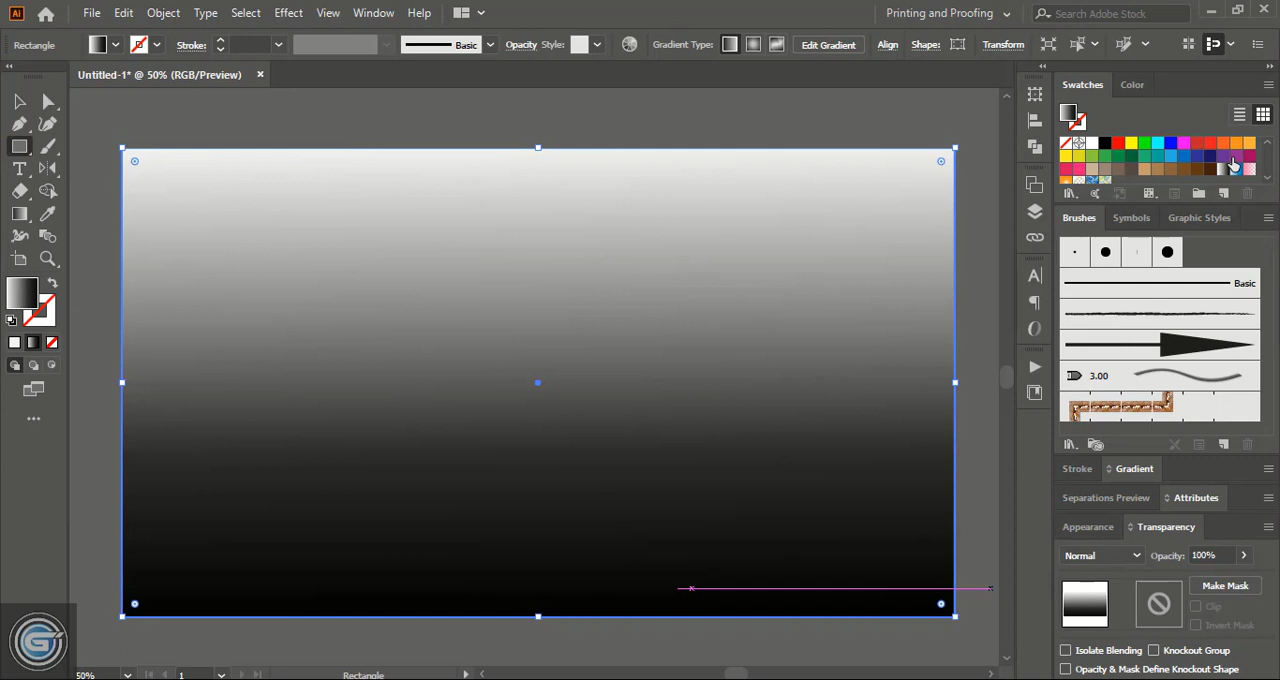 Ai File Edit Object Type Select Effect View Window Help Printing and Proofing Search Adobe Stock
Rectangle Stroke: Basic Opacity Style: Gradient Type: Edit Gradient Align Shape: Transform
Untitled-1* @ 50% (RGB/Preview)
Swatches Color
Brushes Symbols Graphic Styles
Basic
3.00
Stroke Gradient
Separations Preview Attributes
Appearance Transparency
Normal Opacity: 100%
Make Mask
Clip
Invert Mask
Isolate Blending Knockout Group
Opacity & Mask Define Knockout Shape
50% 1 Rectangle